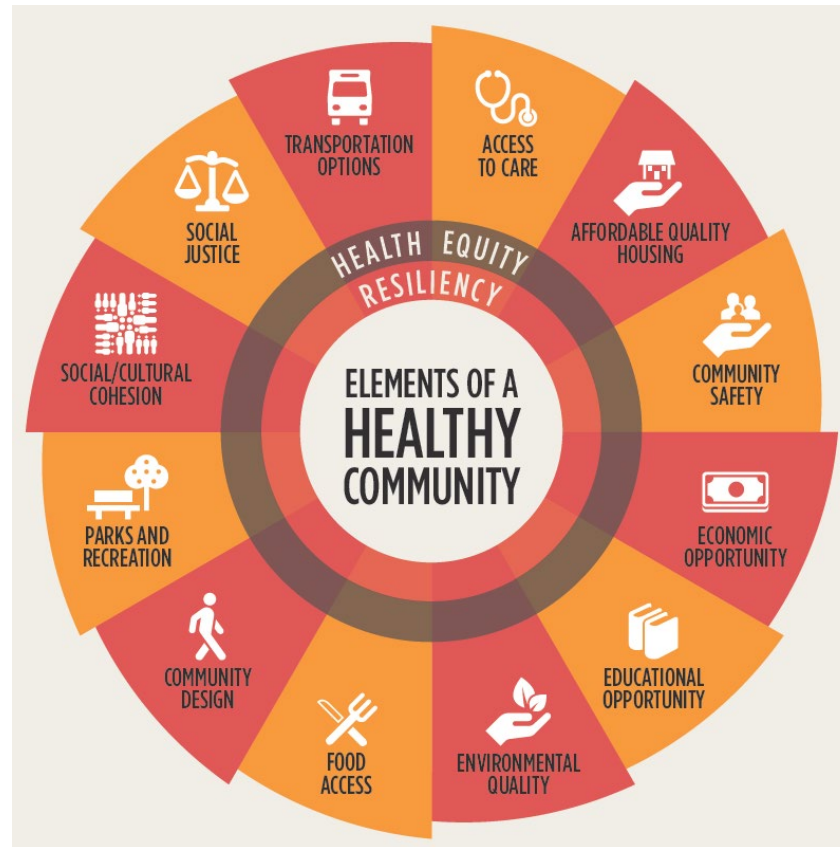 TRANSPORTATION
OPTIONS
ACCESS
TO CARE
AFFORDABLE QUALITY
HOUSING
COMMUNITY
SAFETY
ECONOMIC
OPPORTUNITY
EDUCATIONAL
OPPORTUNITY
ENVIRONMENTAL
QUALITY
FOOD
ACCESS
COMMUNITY
DESIGN
PARKS AND
RECREATION
SOCIAL/CULTURAL
COHESION
SOCIAL
JUSTICE
HEALTH EQUITY
RESILIENCY
ELEMENTS OF A
HEALTHY
COMMUNITY